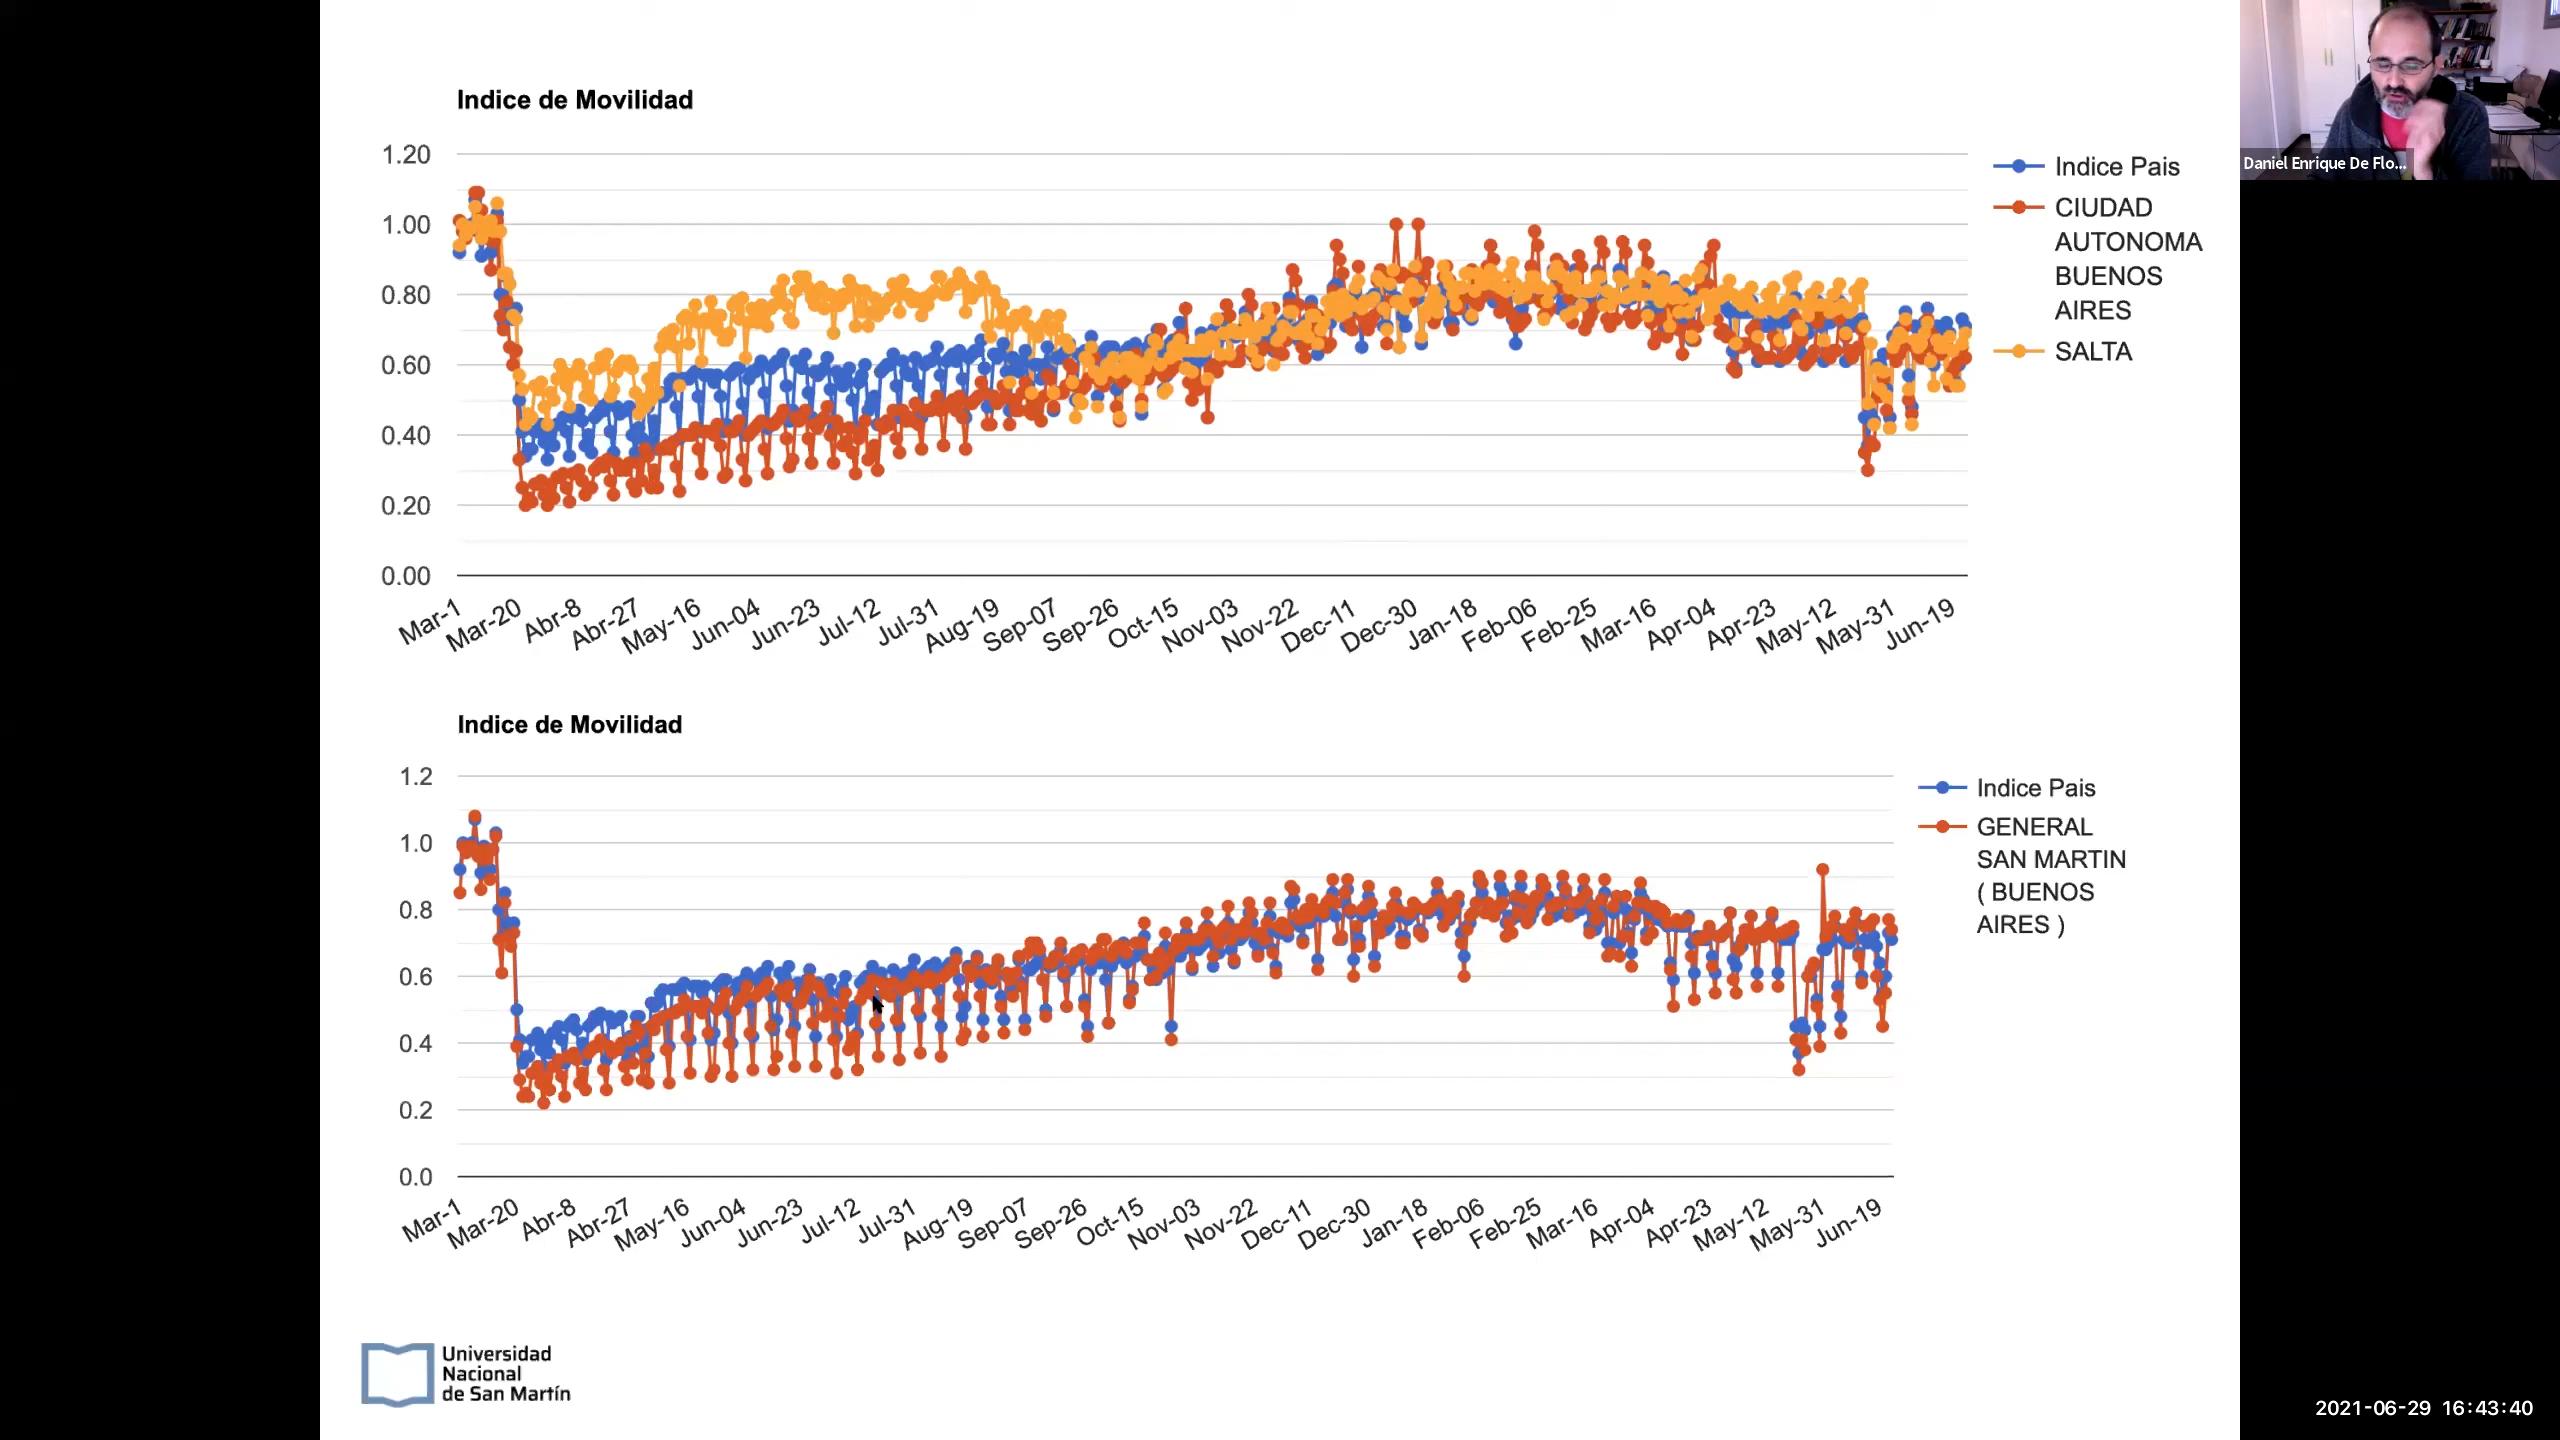 Indice de Movilidad
1.20
1.00
0.80
0.60
0.40
0.20
0.00
Mar-1
Mar-20
Abr-8
Abr-27
May-16
Jun-04
Jun-23
Jul-12
Jul-31
Aug-19
Sep-07
Sep-26
Oct-15
Nov-03
Nov-22
Dec-11
Dec-30
Jan-18
Feb-06
Feb-25
Mar-16
Apr-04
Apr-23
May-12
May-31
Jun-19
Indice Pais
CIUDAD
AUTONOMA
BUENOS
AIRES
SALTA
Daniel Enrique De Flo...
Indice de Movilidad
1.2
1.0
0.8
0.6
0.4
0.2
0.0
Mar-1
Mar-20
Abr-8
Abr-27
May-16
Jun-04
Jun-23
Jul-12
Jul-31
Aug-19
Sep-07
Sep-26
Oct-15
Nov-03
Nov-22
Dec-11
Dec-30
Jan-18
Feb-06
Feb-25
Mar-16
Apr-04
Apr-23
May-12
May-31
Jun-19
Indice Pais
GENERAL
SAN MARTIN
( BUENOS
AIRES )
Universidad
Nacional
de San Martín
2021-06-29 16:43:40